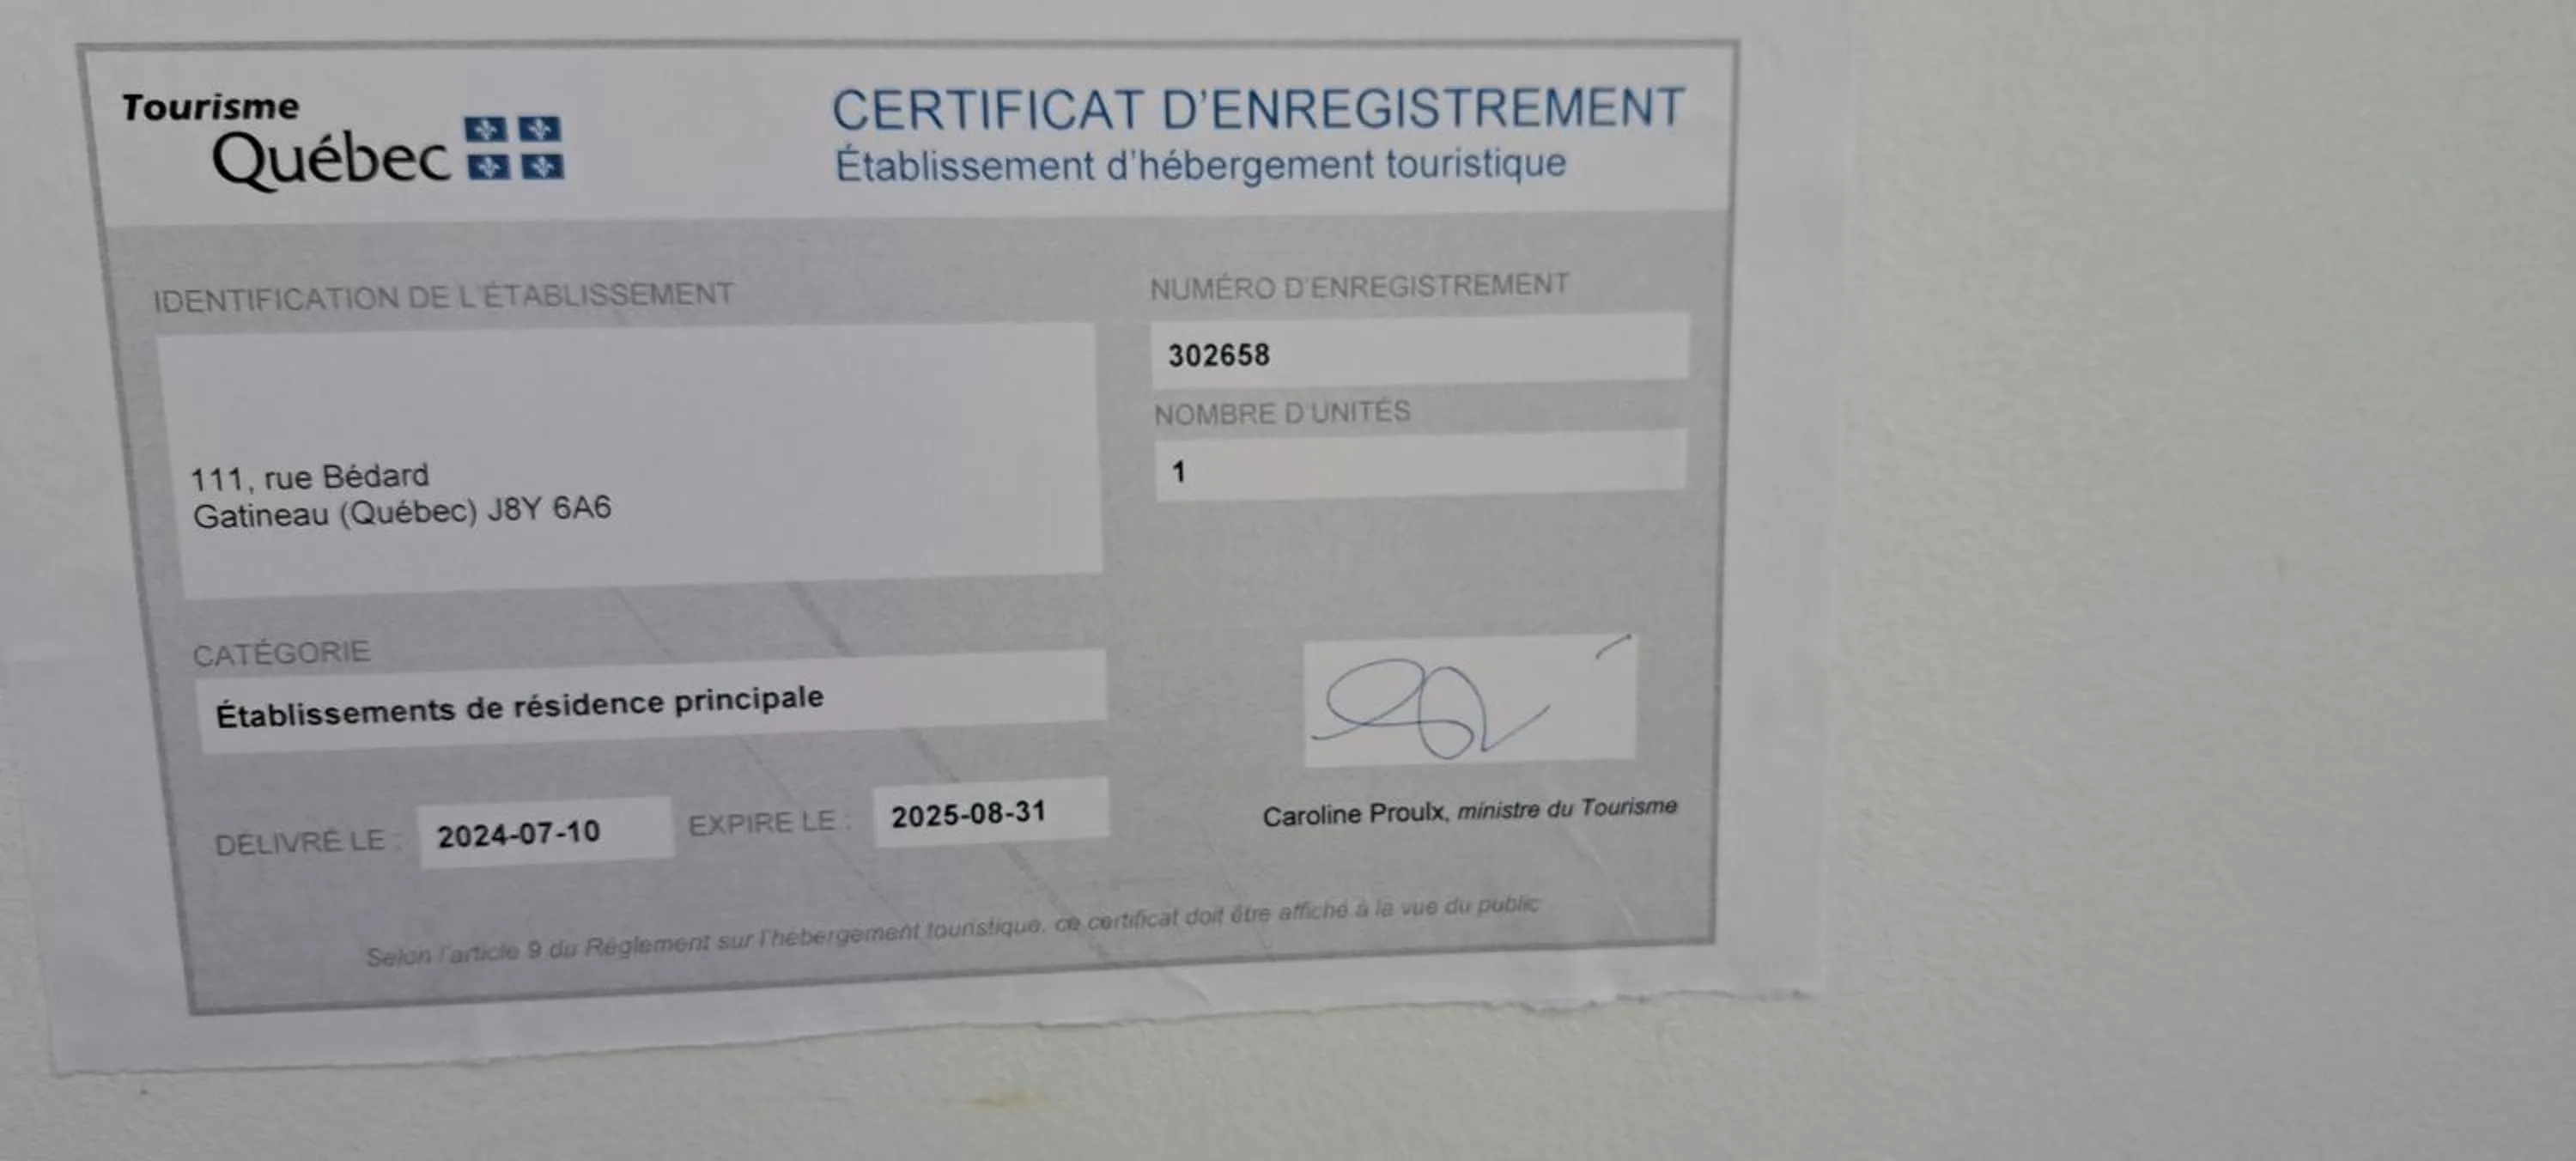 Tourisme
Québec
CERTIFICAT D'ENREGISTREMENT
Établissement d'hébergement touristique
IDENTIFICATION DE L'ÉTABLISSEMENT
111, rue Bédard
Gatineau (Québec) J8Y 6A6
NUMÉRO D'ENREGISTREMENT
302658
NOMBRE D'UNITÉS
1
CATÉGORIE
Établissements de résidence principale
DÉLIVRÉ LE : 2024-07-10 EXPIRE LE : 2025-08-31
Caroline Proulx, ministre du Tourisme
Selon l'article 9 du Règlement sur l'hébergement touristique, ce certificat doit être affiché à la vue du public